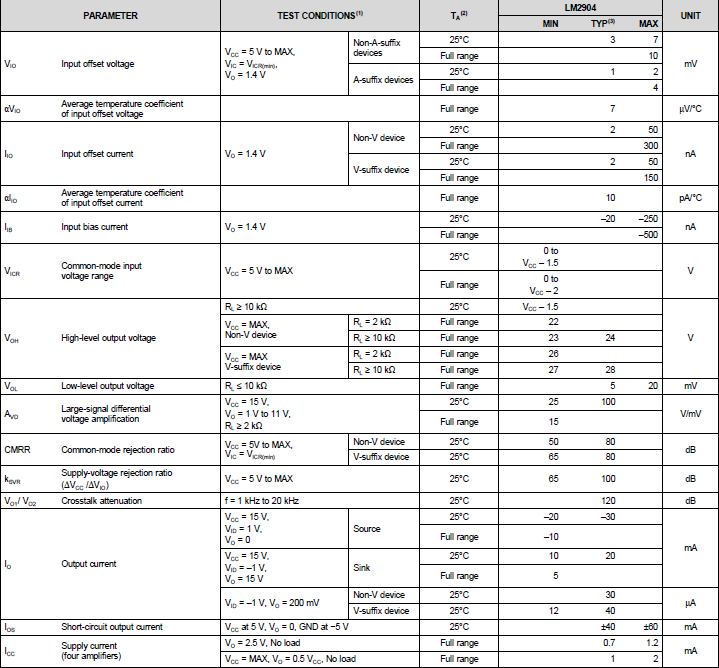 PARAMETER TEST CONDITIONS(1) TA(2) LM2904 UNIT
MIN TYP(3) MAX
VIO Input offset voltage VCC = 5 V to MAX, VIC = VICR(min), VO = 1.4 V Non-A-suffix devices 25°C 3 7 mV
Full range 10
A-suffix devices 25°C 1 2
Full range 4
αVIO Average temperature coefficient of input offset voltage Full range 7 μV/°C
IIO Input offset current VO = 1.4 V Non-V device 25°C 2 50 nA
Full range 300
V-suffix device 25°C 2 50
Full range 150
αIIO Average temperature coefficient of input offset current Full range 10 pA/°C
IIB Input bias current VO = 1.4 V 25°C –20 –250 nA
Full range –500
VICR Common-mode input voltage range VCC = 5 V to MAX 25°C 0 to VCC – 1.5 V
Full range 0 to VCC – 2
VOH High-level output voltage RL ≥ 10 kΩ 25°C VCC – 1.5 V
VCC = MAX, Non-V device RL = 2 kΩ Full range 22
RL ≥ 10 kΩ Full range 23 24
VCC = MAX V-suffix device RL = 2 kΩ Full range 26
RL ≥ 10 kΩ Full range 27 28
VOL Low-level output voltage RL ≤ 10 kΩ Full range 5 20 mV
AVD Large-signal differential voltage amplification VCC = 15 V, VO = 1 V to 11 V, RL ≥ 2 kΩ 25°C 25 100 V/mV
Full range 15
CMRR Common-mode rejection ratio VCC = 5V to MAX, VIC = VICR(min) Non-V device 25°C 50 80 dB
V-suffix device 25°C 65 80
kSVR Supply-voltage rejection ratio (ΔVCC /ΔVIO) VCC = 5 V to MAX 25°C 65 100 dB
VO1/ VO2 Crosstalk attenuation f = 1 kHz to 20 kHz 25°C 120 dB
IO Output current VCC = 15 V, VID = 1 V, VO = 0 Source 25°C –20 –30 mA
Full range –10
VCC = 15 V, VID = –1 V, VO = 15 V Sink 25°C 10 20
Full range 5
VID = –1 V, VO = 200 mV Non-V device 25°C 30 μA
V-suffix device 25°C 12 40
IOS Short-circuit output current VCC at 5 V, VO = 0, GND at −5 V 25°C ±40 ±60 mA
ICC Supply current (four amplifiers) VO = 2.5 V, No load Full range 0.7 1.2 mA
VCC = MAX, VO = 0.5 VCC, No load Full range 1 2